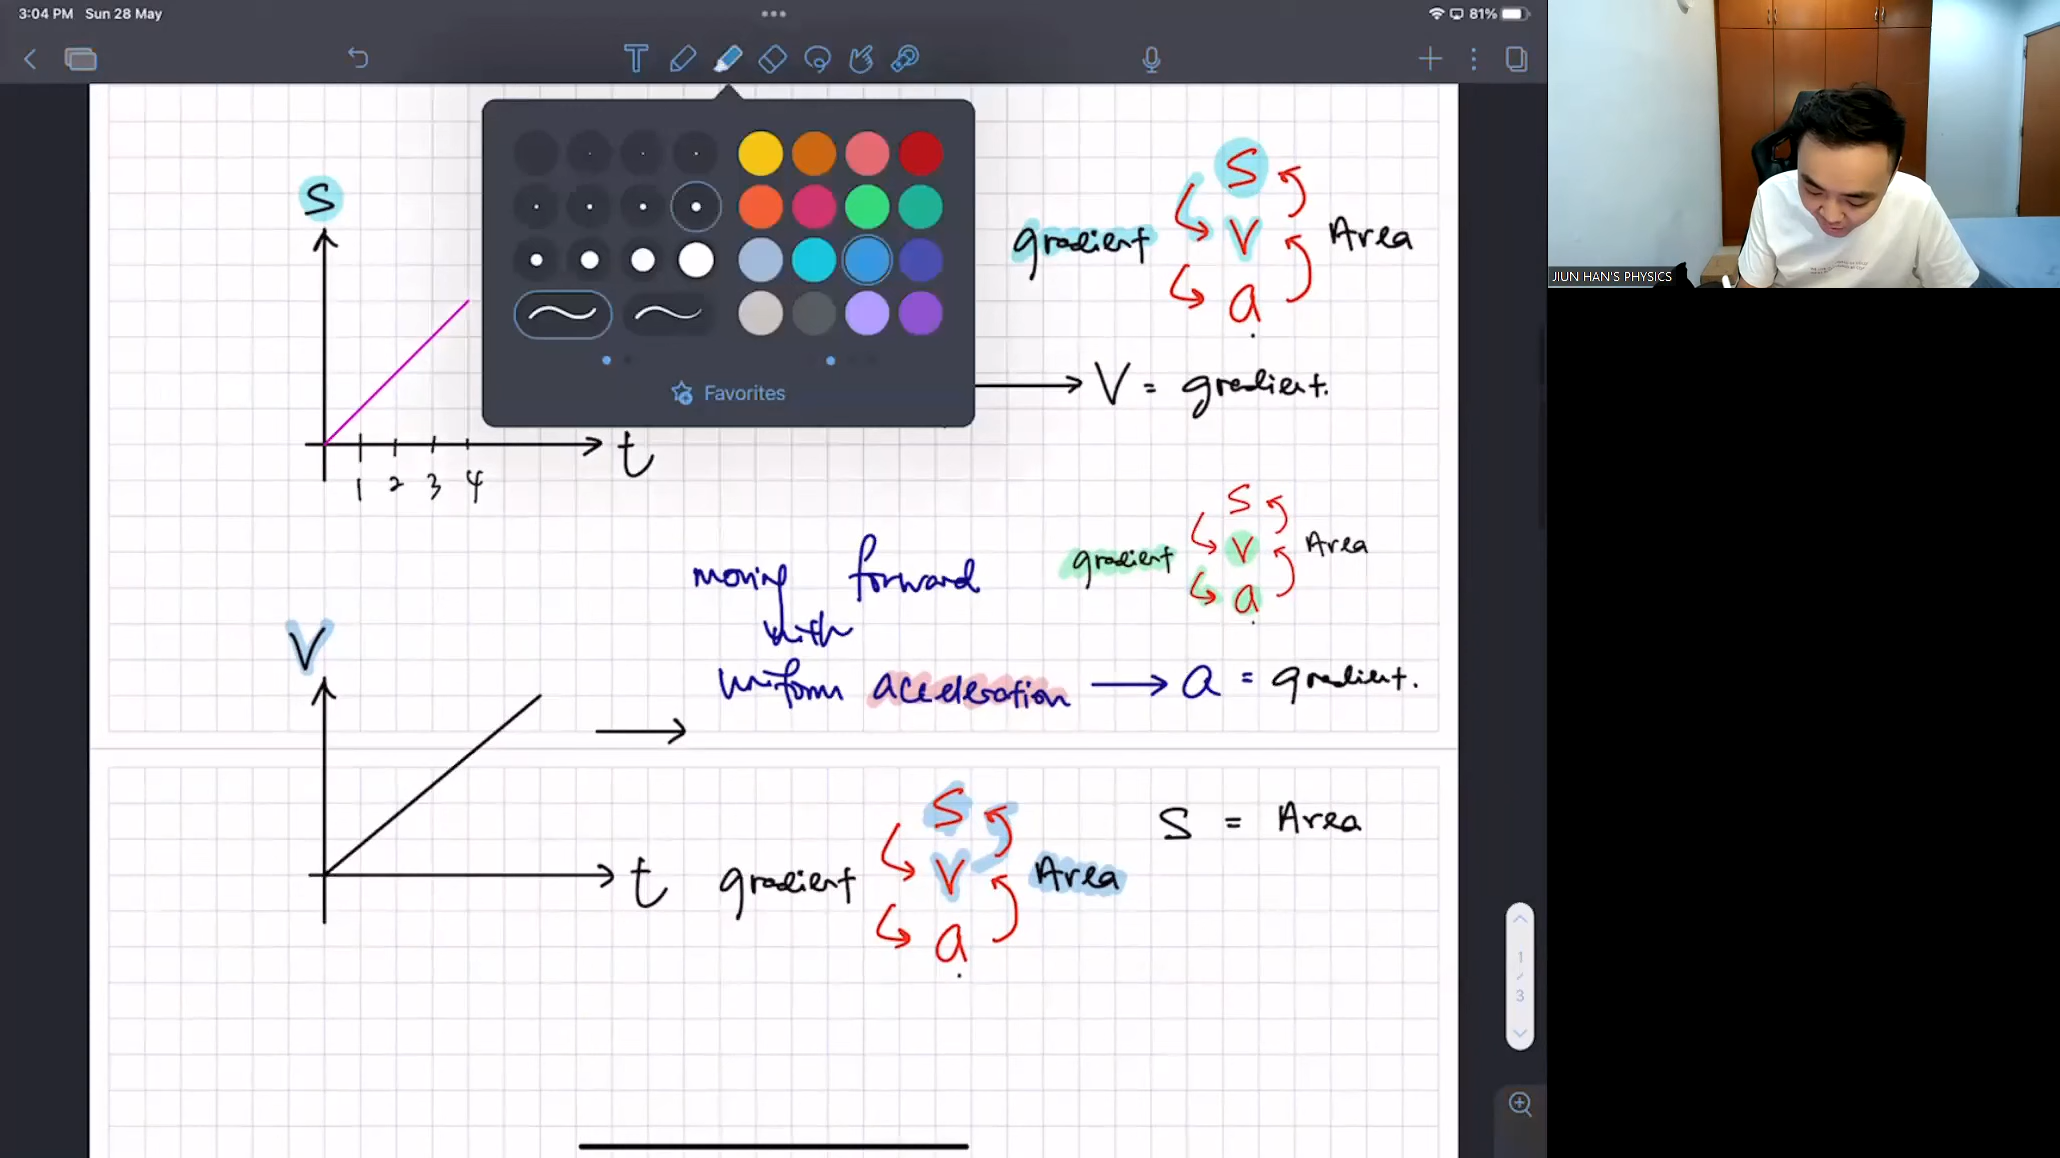 3:04 PM Sun 28 May
81%
T
Favorites
S
t
1 2 3 4
gradient
S
V
a
Area
V = gradient.
moving forward
with
uniform acceleration → a = gradient.
gradient
S
V
a
Area
V
t
gradient
S
V
a
Area
S = Area
1
/
3
JIUN HAN'S PHYSICS